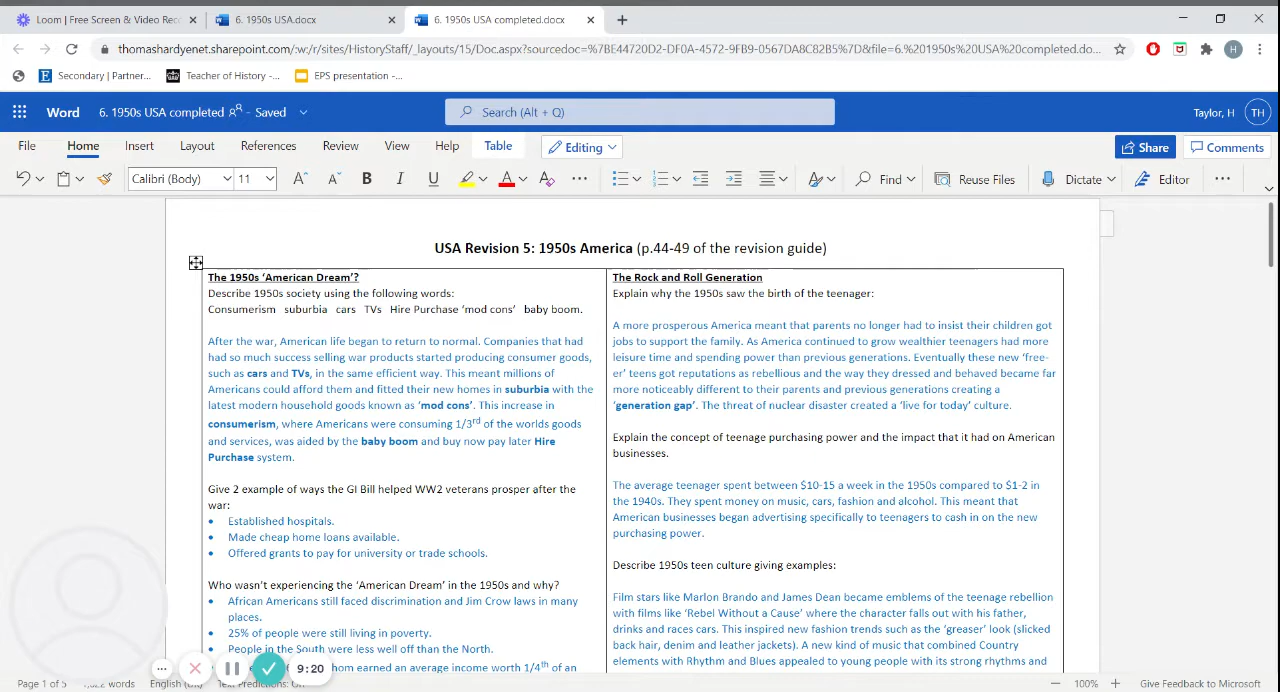 Loom | Free Screen & Video Rec
6. 1950s USA.docx
6. 1950s USA completed.docx
thomashardyenet.sharepoint.com/:w:/r/sites/HistoryStaff/_layouts/15/Doc.aspx?sourcedoc=%7BE44720D2-DF0A-4572-9FB9-0567DA8C82B5%7D&file=6.%201950s%20USA%20completed.do...
Secondary | Partner...
Teacher of History -...
EPS presentation -...
Word
6. 1950s USA completed - Saved
Search (Alt + Q)
Taylor, H
TH
File Home Insert Layout References Review View Help Table Editing
Share
Comments
Calibri (Body) 11
Find
Reuse Files
Dictate
Editor
USA Revision 5: 1950s America (p.44-49 of the revision guide)
The 1950s ‘American Dream’?
Describe 1950s society using the following words:
Consumerism suburbia cars TVs Hire Purchase ‘mod cons’ baby boom.
After the war, American life began to return to normal. Companies that had
had so much success selling war products started producing consumer goods,
such as cars and TVs, in the same efficient way. This meant millions of
Americans could afford them and fitted their new homes in suburbia with the
latest modern household goods known as ‘mod cons’. This increase in
consumerism, where Americans were consuming 1/3rd of the worlds goods
and services, was aided by the baby boom and buy now pay later Hire
Purchase system.
Give 2 example of ways the GI Bill helped WW2 veterans prosper after the
war:
• Established hospitals.
• Made cheap home loans available.
• Offered grants to pay for university or trade schools.
Who wasn’t experiencing the ‘American Dream’ in the 1950s and why?
• African Americans still faced discrimination and Jim Crow laws in many
places.
• 25% of people were still living in poverty.
• People in the South were less well off than the North.
hom earned an average income worth 1/4th of an
The Rock and Roll Generation
Explain why the 1950s saw the birth of the teenager:
A more prosperous America meant that parents no longer had to insist their children got
jobs to support the family. As America continued to grow wealthier teenagers had more
leisure time and spending power than previous generations. Eventually these new ‘free-
er’ teens got reputations as rebellious and the way they dressed and behaved became far
more noticeably different to their parents and previous generations creating a
‘generation gap’. The threat of nuclear disaster created a ‘live for today’ culture.
Explain the concept of teenage purchasing power and the impact that it had on American
businesses.
The average teenager spent between $10-15 a week in the 1950s compared to $1-2 in
the 1940s. They spent money on music, cars, fashion and alcohol. This meant that
American businesses began advertising specifically to teenagers to cash in on the new
purchasing power.
Describe 1950s teen culture giving examples:
Film stars like Marlon Brando and James Dean became emblems of the teenage rebellion
with films like ‘Rebel Without a Cause’ where the character falls out with his father,
drinks and races cars. This inspired new fashion trends such as the ‘greaser’ look (slicked
back hair, denim and leather jackets). A new kind of music that combined Country
elements with Rhythm and Blues appealed to young people with its strong rhythms and
9:20
Page 1 of 5
words
English (
Text Predictions: On
100%
Give Feedback to Microsoft